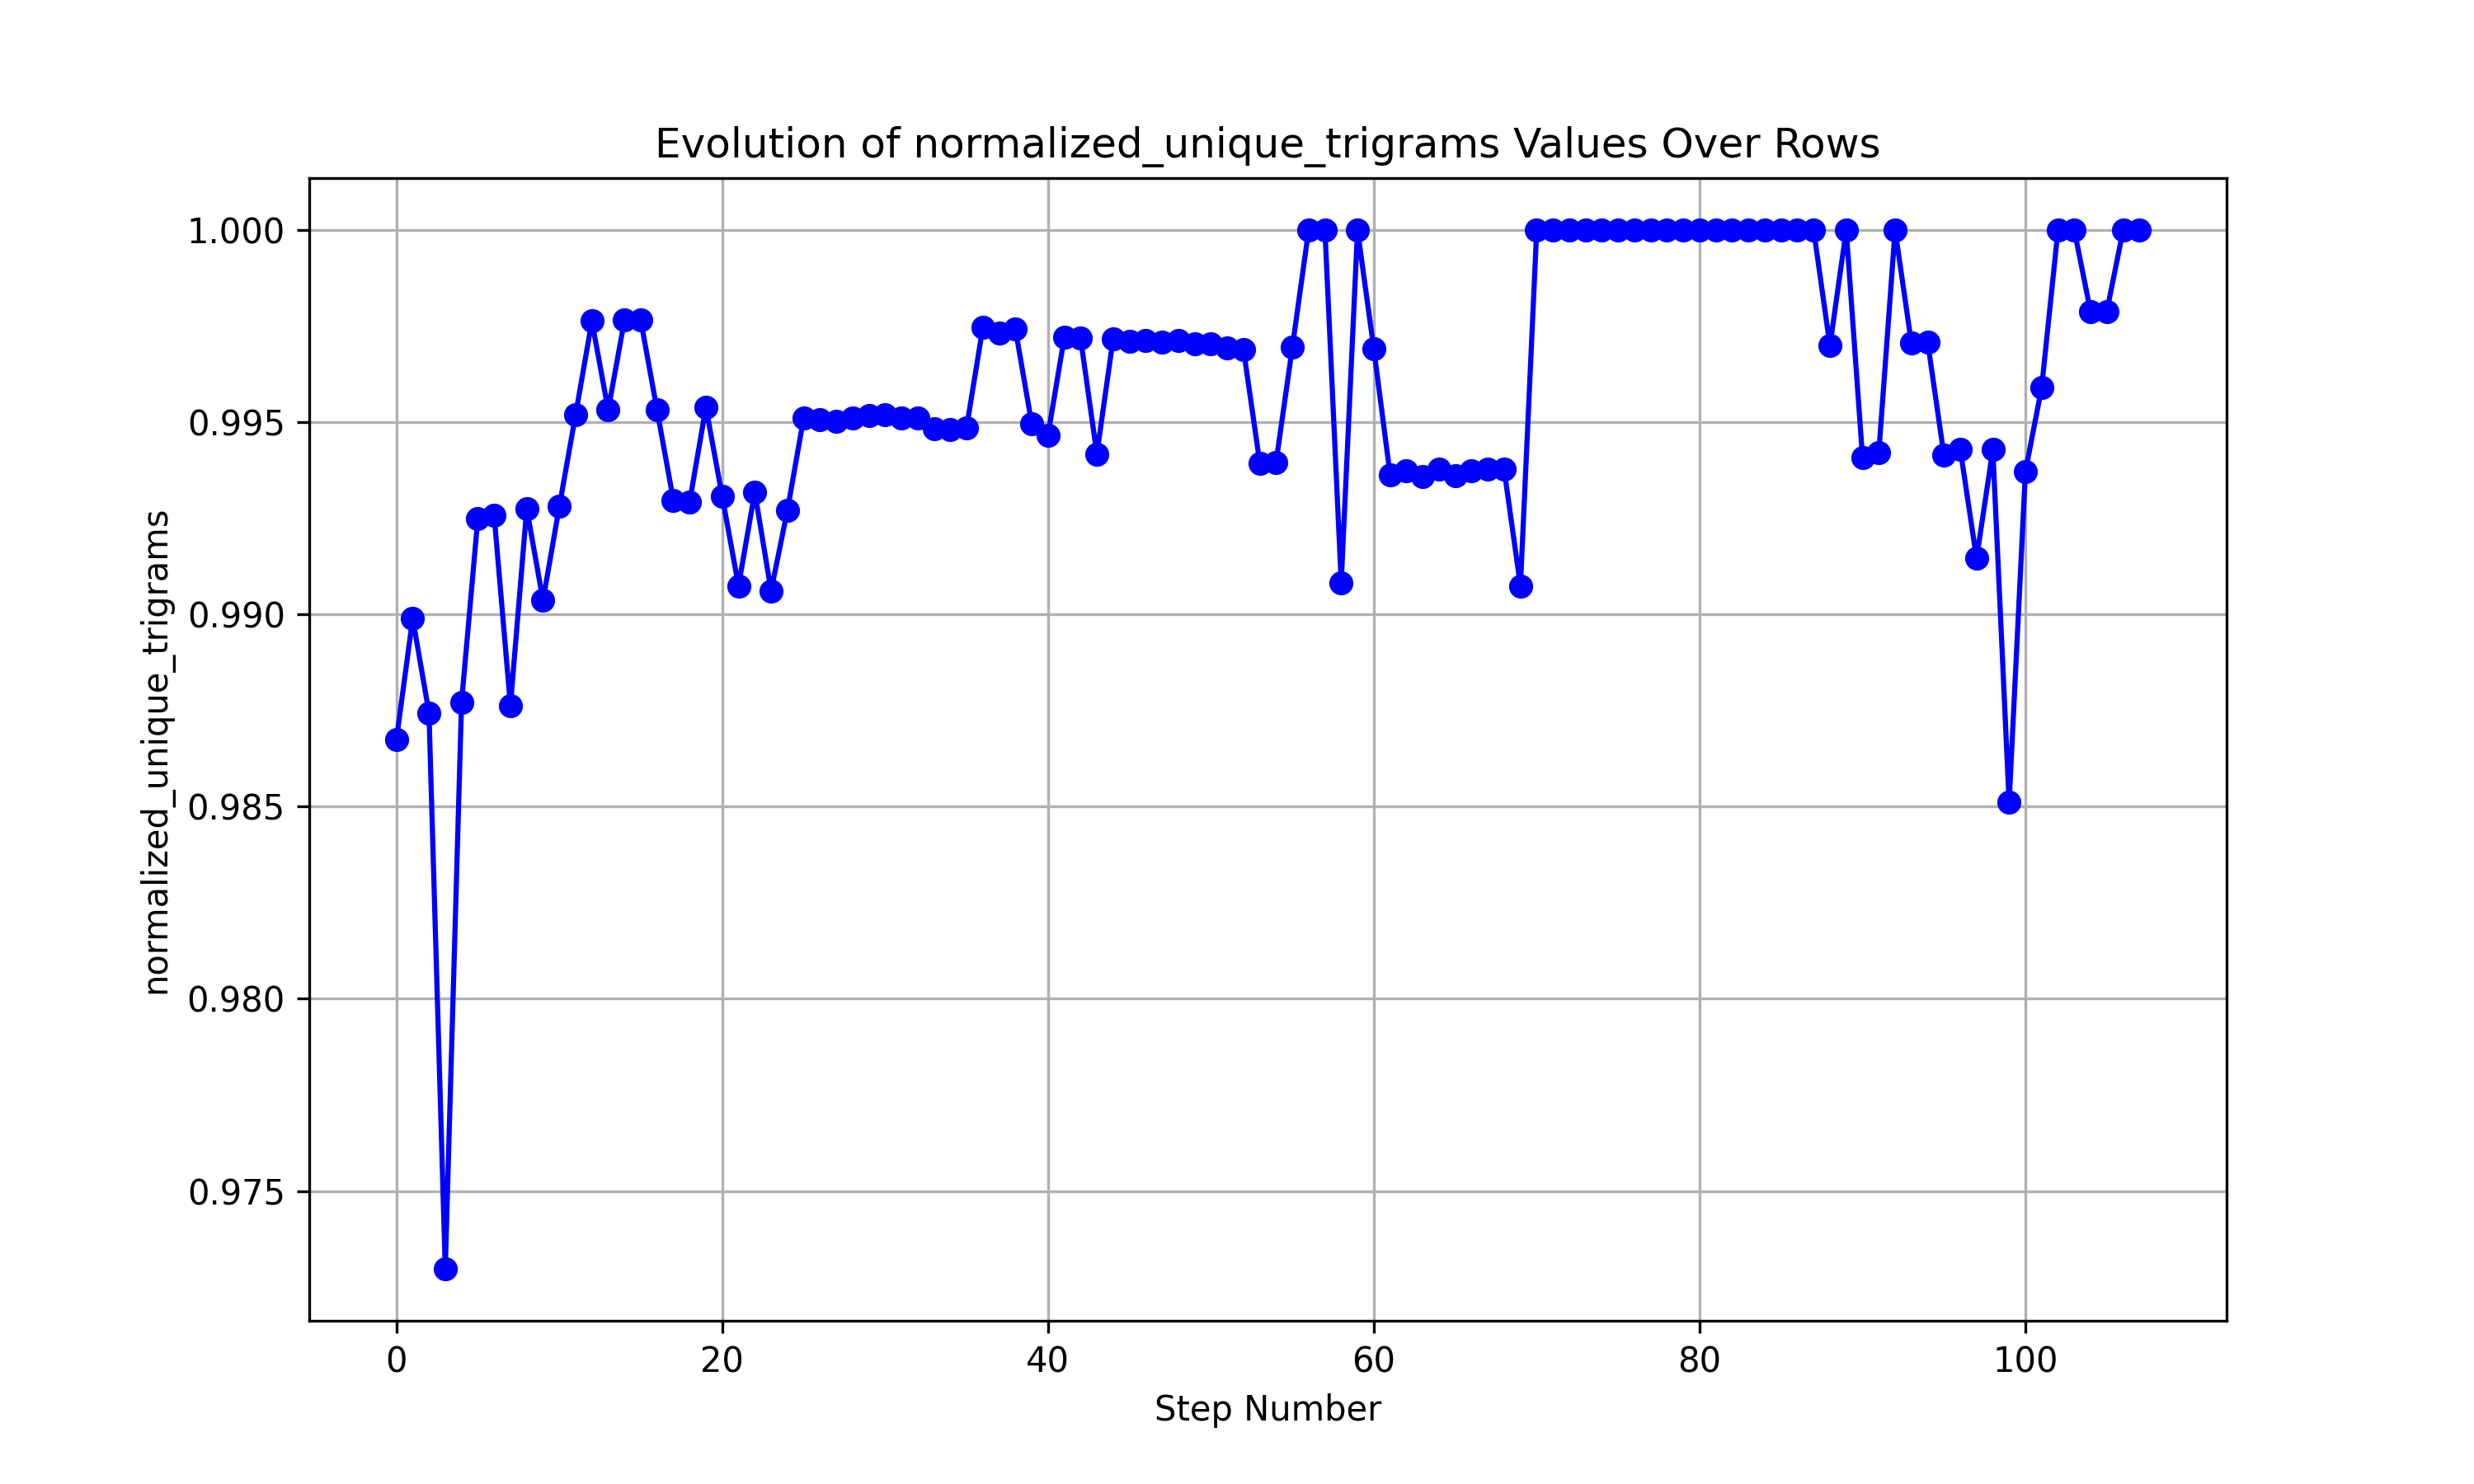 Evolution of normalized_unique_trigrams Values Over Rows
normalized_unique_trigrams
1.000
0.995
0.990
0.985
0.980
0.975
0 20 40 60 80 100
Step Number